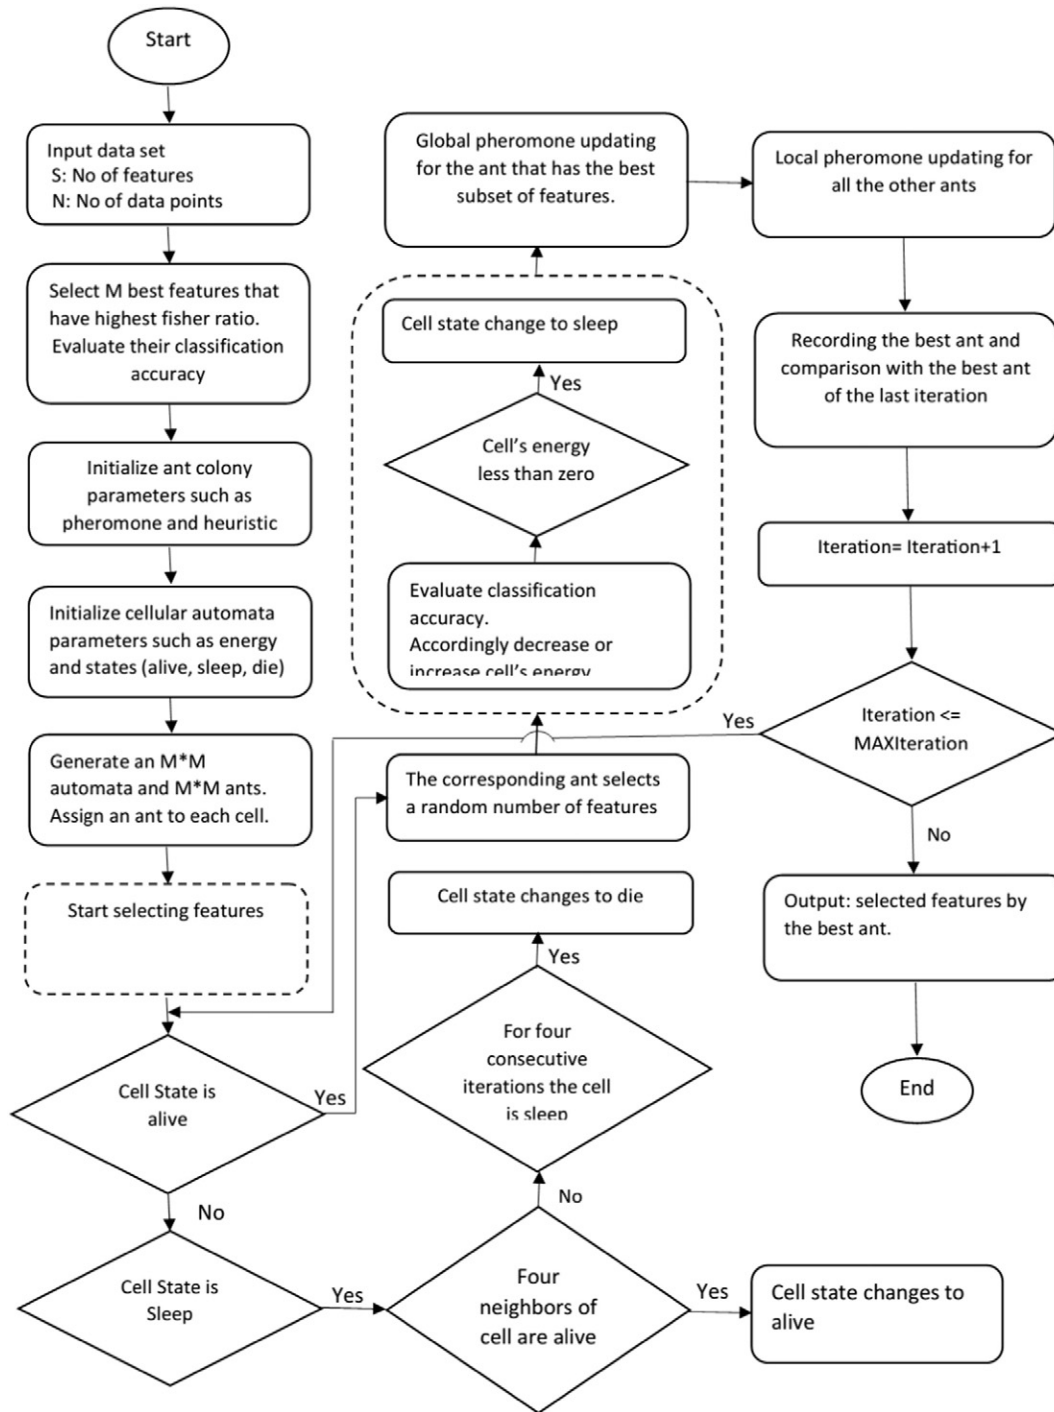 Start
Input data set
S: No of features
N: No of data points
Select M best features that
have highest fisher ratio.
Evaluate their classification
accuracy
Initialize ant colony
parameters such as
pheromone and heuristic
Initialize cellular automata
parameters such as energy
and states (alive, sleep, die)
Generate an M*M
automata and M*M ants.
Assign an ant to each cell.
Start selecting features
Cell State is
alive
Yes
No
Cell State is
Sleep
Yes
Four
neighbors of
cell are alive
Yes
Cell state changes to
alive
No
For four
consecutive
iterations the cell
is sleep
Yes
Cell state changes to die
The corresponding ant selects
a random number of features
Evaluate classification
accuracy.
Accordingly decrease or
increase cell's energy
Cell's energy
less than zero
Yes
Cell state change to sleep
Global pheromone updating
for the ant that has the best
subset of features.
Local pheromone updating for
all the other ants
Recording the best ant and
comparison with the best ant
of the last iteration
Iteration= Iteration+1
Iteration <=
MAXIteration
Yes
No
Output: selected features by
the best ant.
End